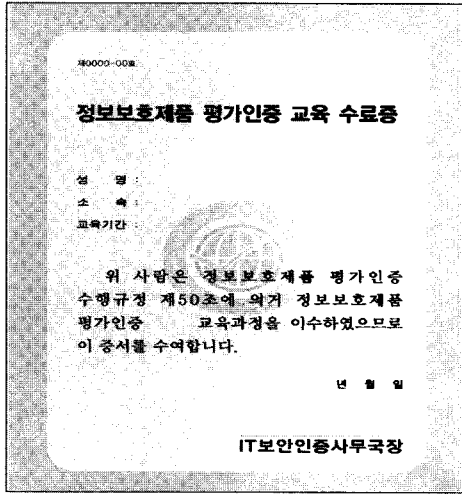 제0000-00호
정보보호제품 평가인증 교육 수료증
성 명 :
소 속 :
교육기간 :
위 사람은 정보보호제품 평가인증
수행규정 제50조에 의거 정보보호제품
평가인증 교육과정을 이수하였으므로
이 증서를 수여합니다.
년 월 일
IT보안인증사무국장